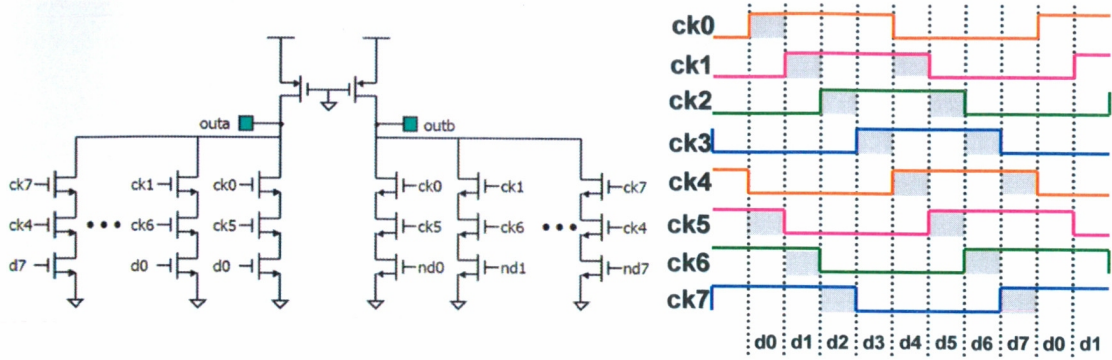 outa
outb
ck7
ck1
ck0
ck0
ck1
ck7
ck4
ck6
ck5
ck5
ck6
ck4
d7
d0
d0
nd0
nd1
nd7
ck0
ck1
ck2
ck3
ck4
ck5
ck6
ck7
d0 d1 d2 d3 d4 d5 d6 d7 d0 d1